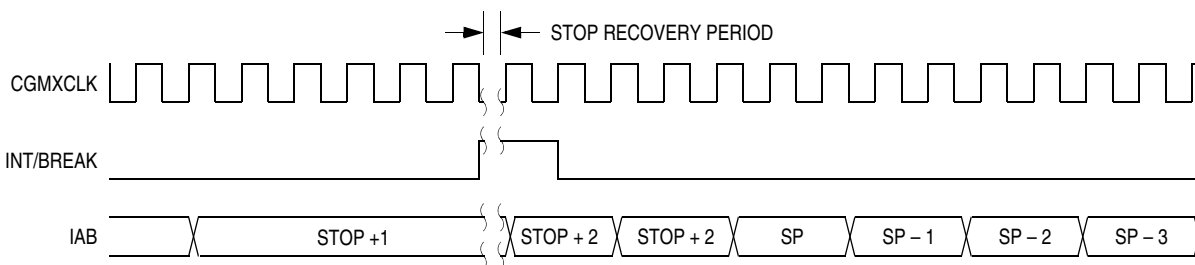 STOP RECOVERY PERIOD
CGMXCLK
INT/BREAK
IAB STOP +1 STOP + 2 STOP + 2 SP SP – 1 SP – 2 SP – 3